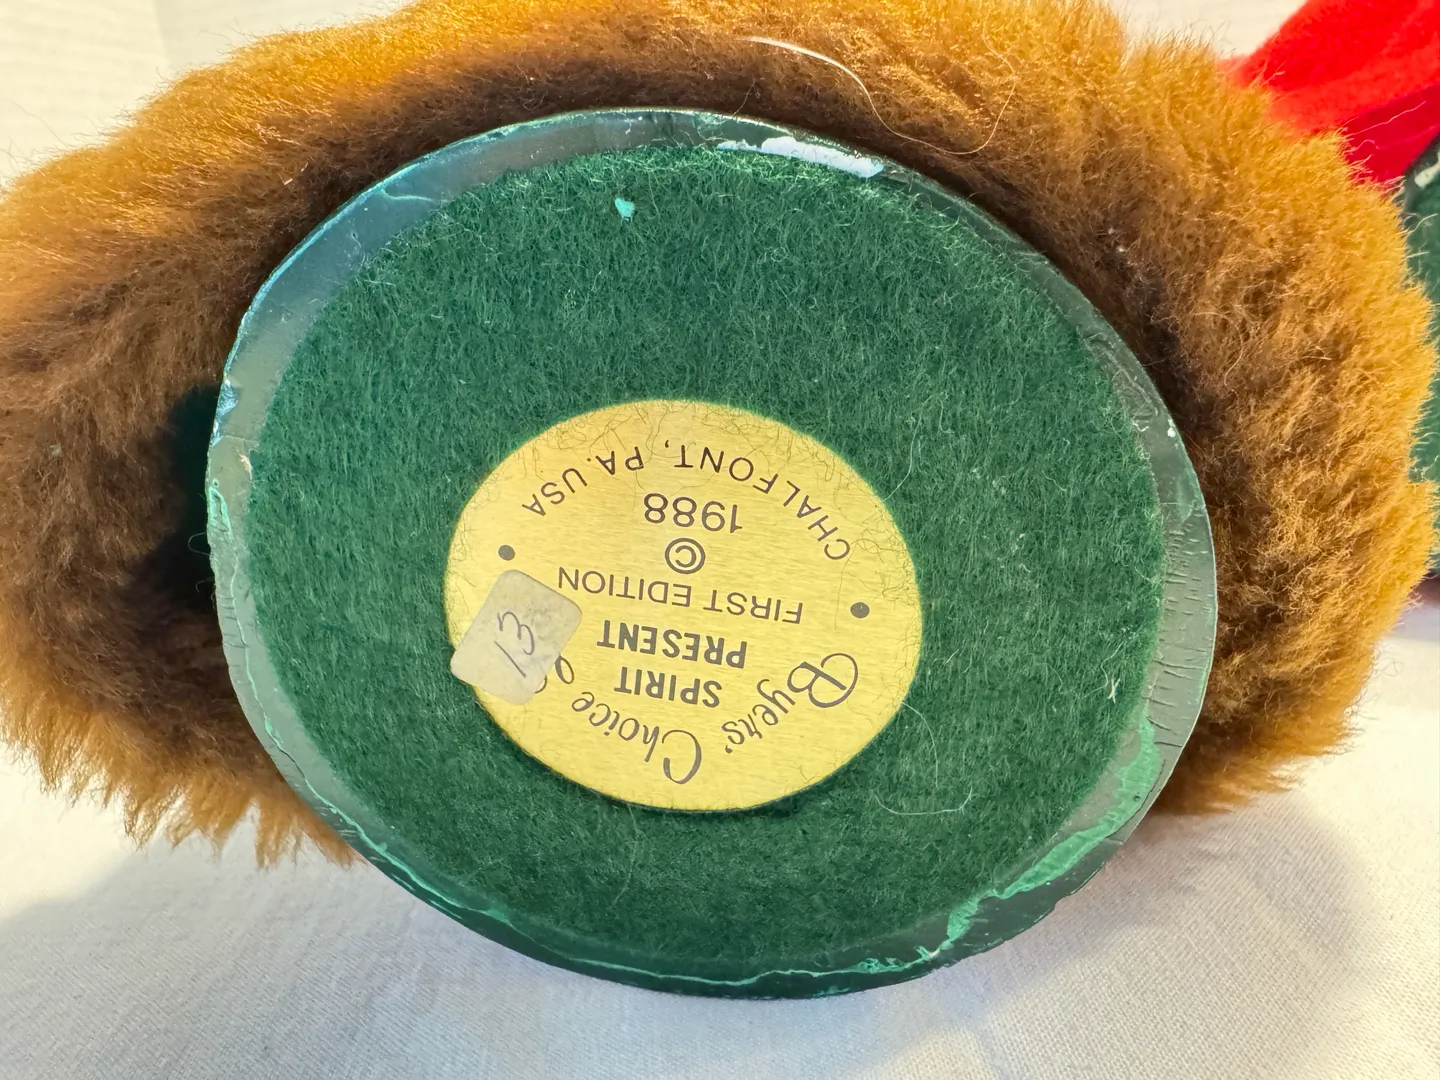 Byers' Choice
SPIRIT
PRESENT
FIRST EDITION
©
1988
CHALFONT, PA. USA
13